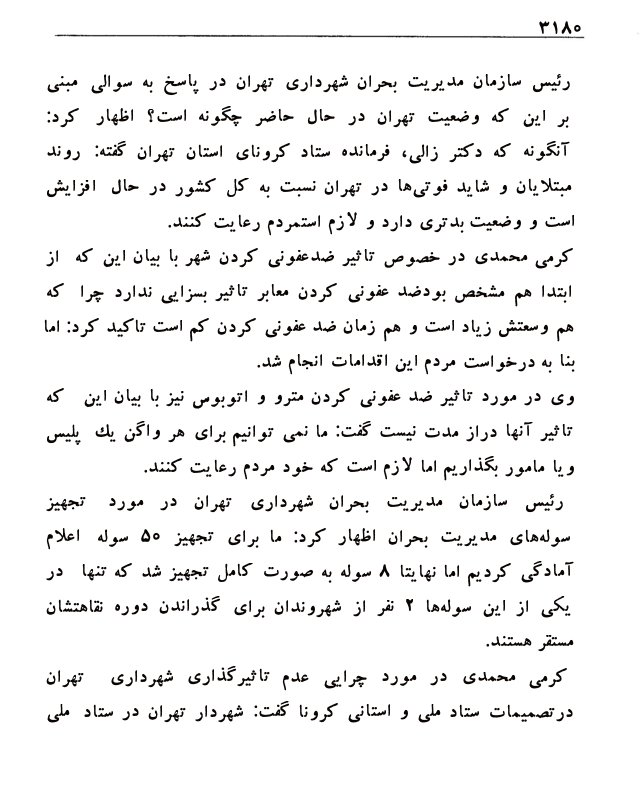 ۳۱۸۰
رئیس سازمان مدیریت بحران شهرداری تهران در پاسخ به سوالی مبنی
بر این که وضعیت تهران در حال حاضر چگونه است؟ اظهار کرد:
آنگونه که دکتر زالی، فرمانده ستاد کرونای استان تهران گفته: روند
مبتلایان و شاید فوتی‌ها در تهران نسبت به کل کشور در حال افزایش
است و وضعیت بدتری دارد و لازم استمردم رعایت کنند.
کرمی محمدی در خصوص تاثیر ضدعفونی کردن شهر با بیان این که از
ابتدا هم مشخص بودضد عفونی کردن معابر تاثیر بسزایی ندارد چرا که
هم وسعتش زیاد است و هم زمان ضد عفونی کردن کم است تاکید کرد: اما
بنا به درخواست مردم این اقدامات انجام شد.
وی در مورد تاثیر ضد عفونی کردن مترو و اتوبوس نیز با بیان این که
تاثیر آنها دراز مدت نیست گفت: ما نمی توانیم برای هر واگن یك پلیس
ویا مامور بگذاریم اما لازم است که خود مردم رعایت کنند.
رئیس سازمان مدیریت بحران شهرداری تهران در مورد تجهیز
سوله‌های مدیریت بحران اظهار کرد: ما برای تجهیز ۵۰ سوله اعلام
آمادگی کردیم اما نهایتا ۸ سوله به صورت کامل تجهیز شد که تنها در
یکی از این سوله‌ها ۲ نفر از شهروندان برای گذراندن دوره نقاهتشان
مستقر هستند.
کرمی محمدی در مورد چرایی عدم تاثیرگذاری شهرداری تهران
درتصمیمات ستاد ملی و استانی کرونا گفت: شهردار تهران در ستاد ملی